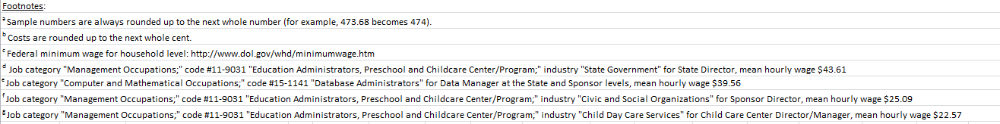 Footnotes:
a Sample numbers are always rounded up to the next whole number (for example, 473.68 becomes 474).
b Costs are rounded up to the next whole cent.
c Federal minimum wage for household level: http://www.dol.gov/whd/minimumwage.htm
d Job category "Management Occupations;" code #11-9031 "Education Administrators, Preschool and Childcare Center/Program;" industry "State Government" for State Director, mean hourly wage $43.61
e Job category "Computer and Mathematical Occupations;" code #15-1141 "Database Administrators" for Data Manager at the State and Sponsor levels, mean hourly wage $39.56
f Job category "Management Occupations;" code #11-9031 "Education Administrators, Preschool and Childcare Center/Program;" industry "Civic and Social Organizations" for Sponsor Director, mean hourly wage $25.09
g Job category "Management Occupations;" code #11-9031 "Education Administrators, Preschool and Childcare Center/Program;" industry "Child Day Care Services" for Child Care Center Director/Manager, mean hourly wage $22.57